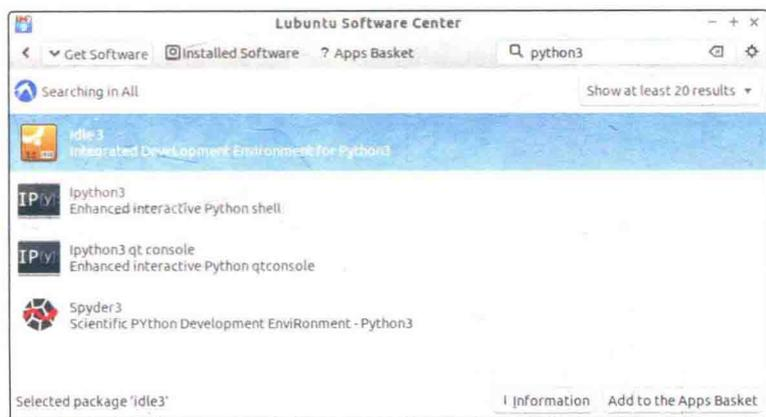 Lubuntu Software Center
Get Software Installed Software ? Apps Basket python3
Searching in All Show at least 20 results
idle 3
Integrated DeveLopment Environment for Python3
IP[y]: Ipython3
Enhanced interactive Python shell
IP[y]: Ipython3 qt console
Enhanced interactive Python qtconsole
Spyder3
Scientific PYthon Development EnviRonment - Python3
Selected package 'idle3' i Information Add to the Apps Basket